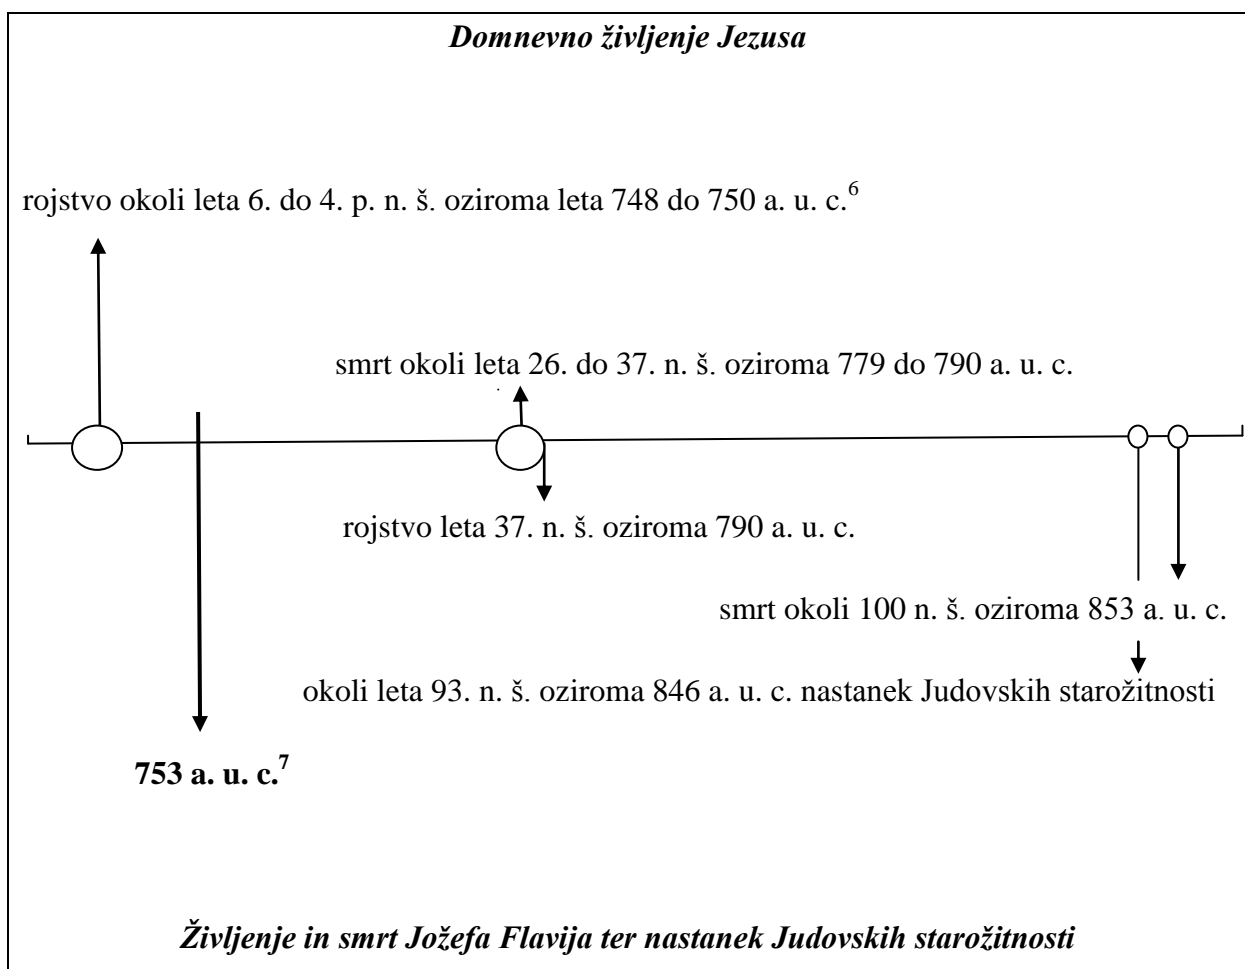 Domnevno življenje Jezusa
rojstvo okoli leta 6. do 4. p. n. š. oziroma leta 748 do 750 a. u. c.⁶
smrt okoli leta 26. do 37. n. š. oziroma 779 do 790 a. u. c.
rojstvo leta 37. n. š. oziroma 790 a. u. c.
smrt okoli 100 n. š. oziroma 853 a. u. c.
okoli leta 93. n. š. oziroma 846 a. u. c. nastanek Judovskih starožitnosti
753 a. u. c.⁷
Življenje in smrt Jožefa Flavija ter nastanek Judovskih starožitnosti